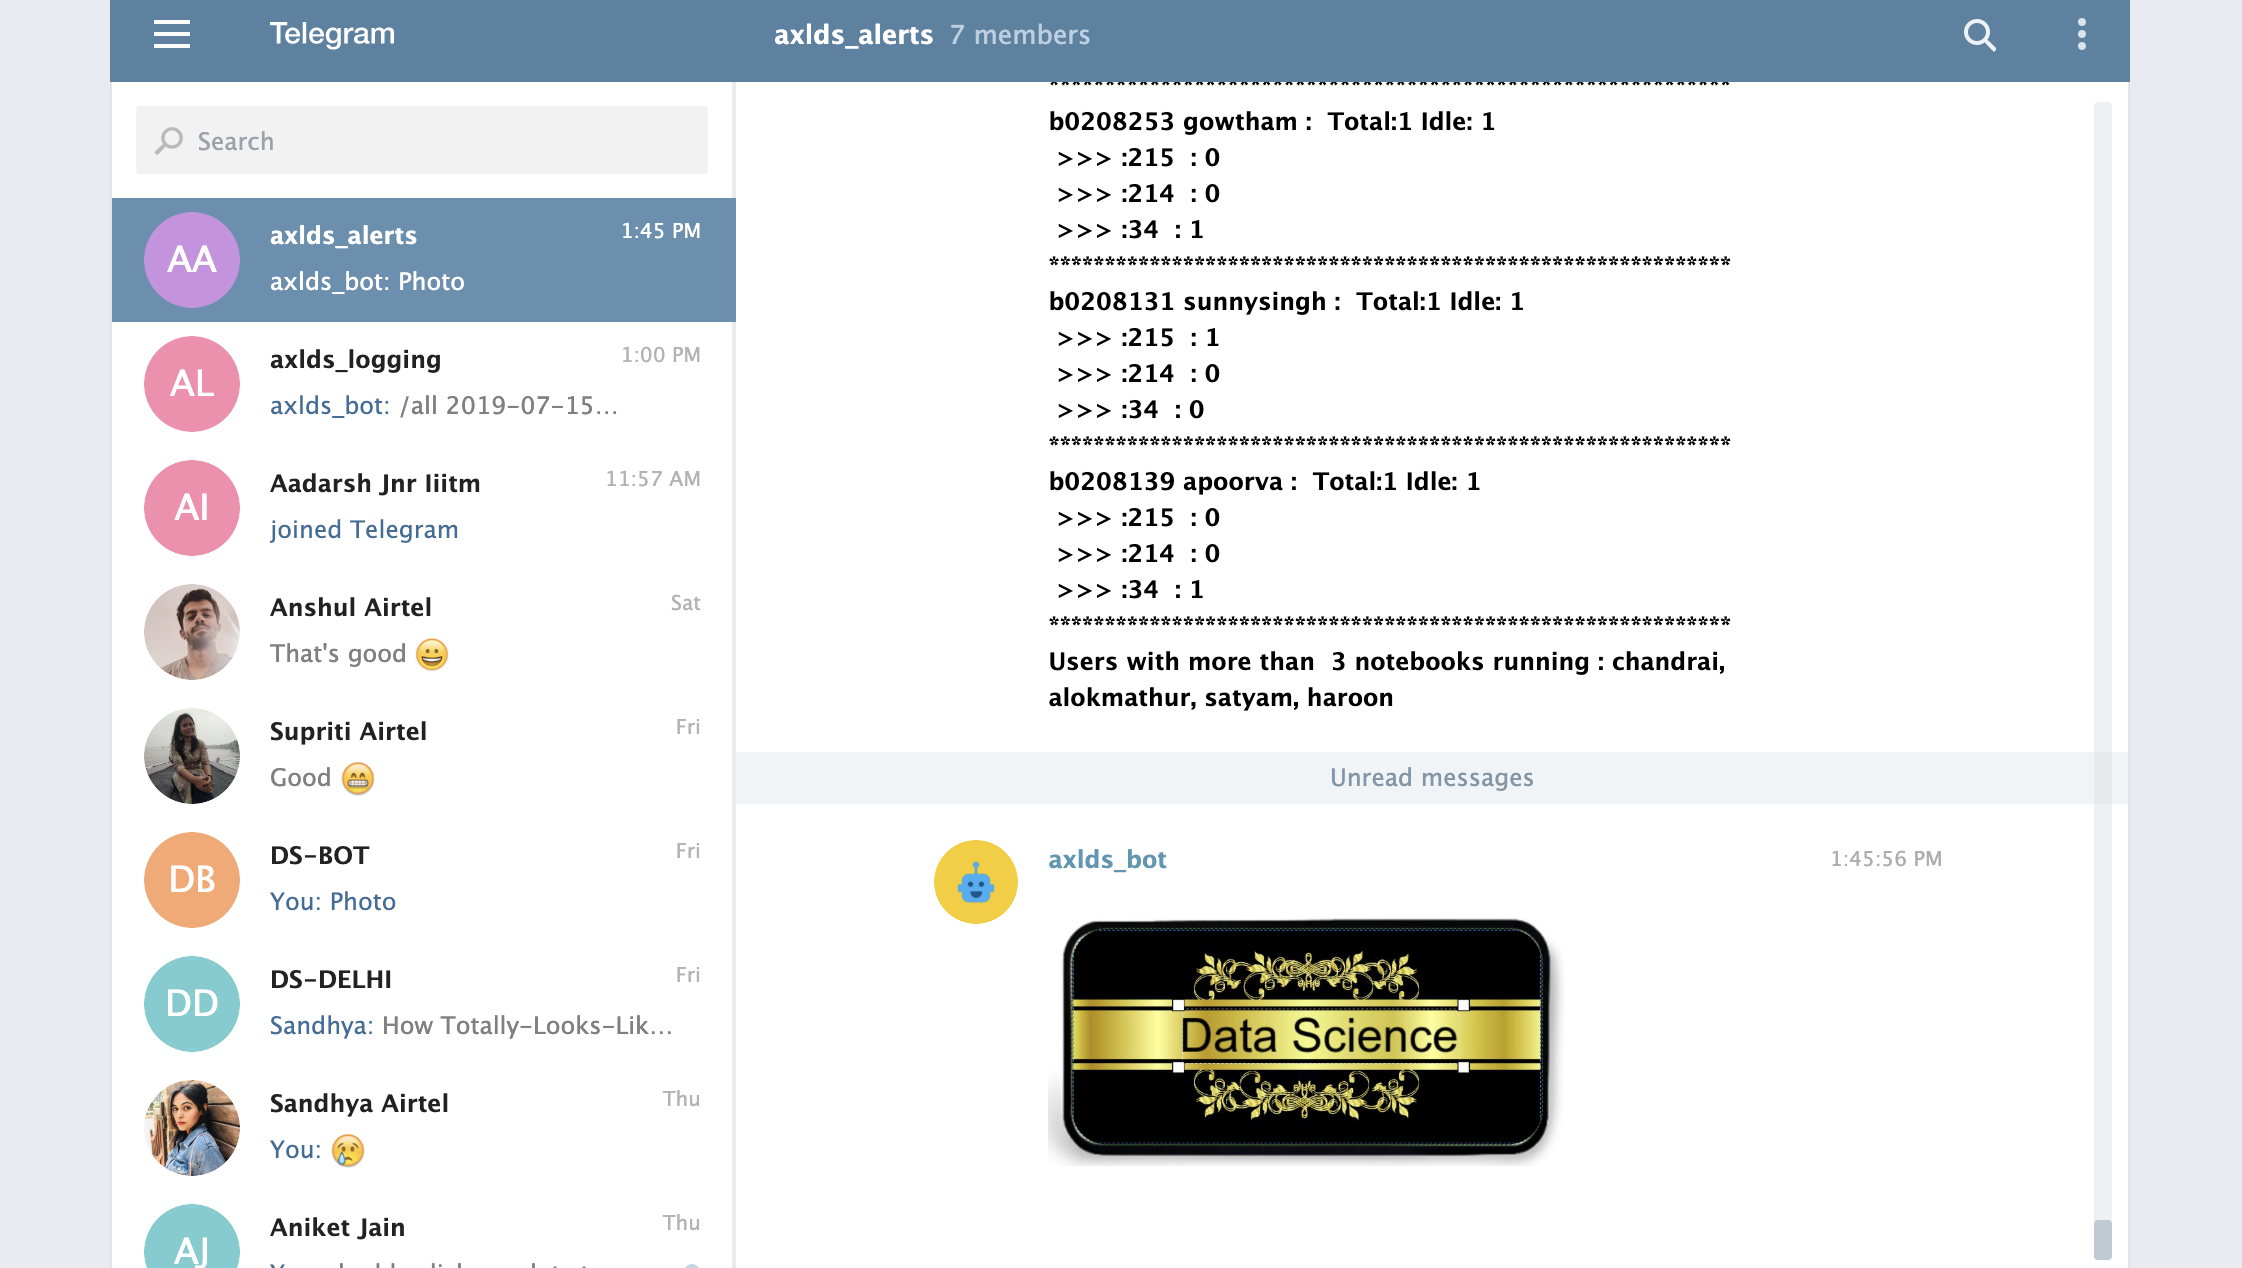 Telegram
axlds_alerts 7 members
Search
AA
axlds_alerts 1:45 PM
axlds_bot: Photo
AL
axlds_logging 1:00 PM
axlds_bot: /all 2019-07-15...
AI
Aadarsh Jnr Iiitm 11:57 AM
joined Telegram
Anshul Airtel Sat
That's good 😀
Supriti Airtel Fri
Good 😁
DB
DS-BOT Fri
You: Photo
DD
DS-DELHI Fri
Sandhya: How Totally-Looks-Lik...
Sandhya Airtel Thu
You: 😢
AJ
Aniket Jain Thu
************************************************************
b0208253 gowtham : Total:1 Idle: 1
>>> :215 : 0
>>> :214 : 0
>>> :34 : 1
************************************************************
b0208131 sunnysingh : Total:1 Idle: 1
>>> :215 : 1
>>> :214 : 0
>>> :34 : 0
************************************************************
b0208139 apoorva : Total:1 Idle: 1
>>> :215 : 0
>>> :214 : 0
>>> :34 : 1
************************************************************
Users with more than 3 notebooks running : chandrai,
alokmathur, satyam, haroon
Unread messages
axlds_bot 1:45:56 PM
Data Science